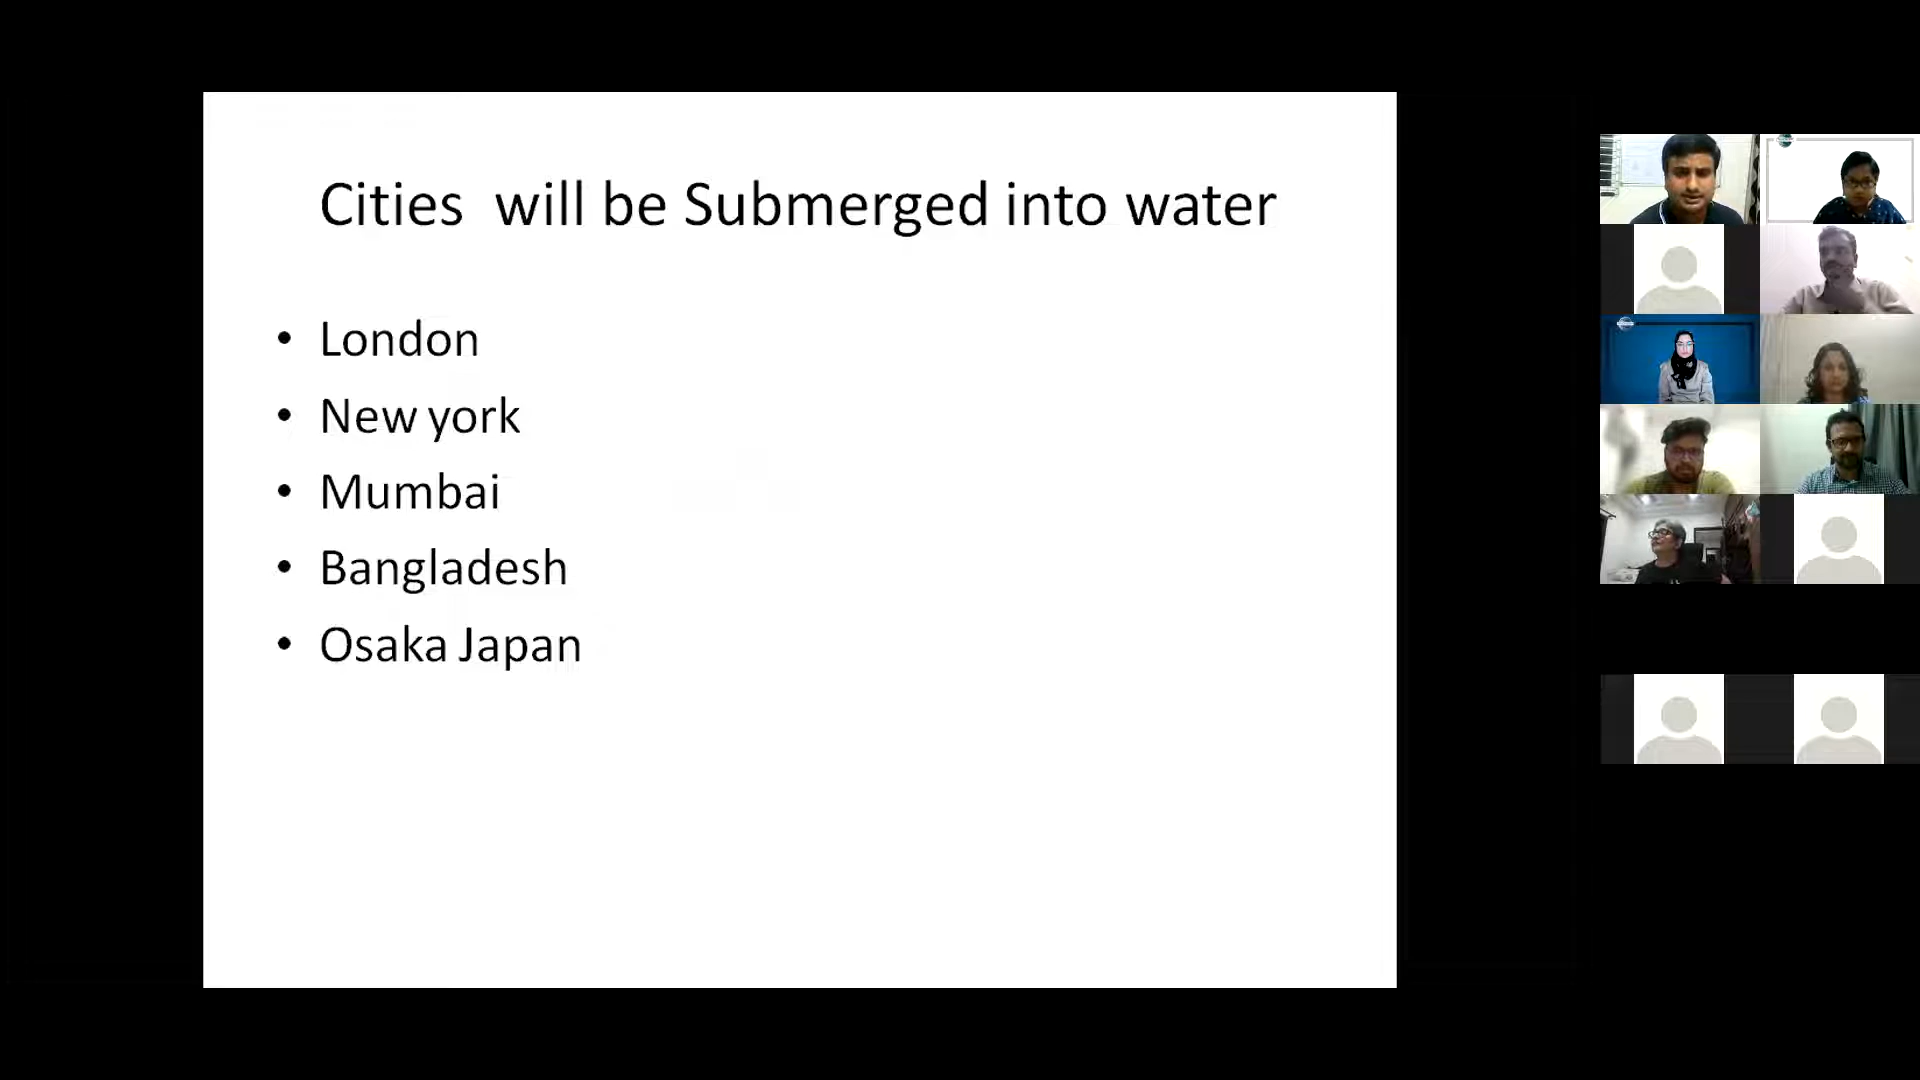 Cities  will be Submerged into water
• London
• New york
• Mumbai
• Bangladesh
• Osaka Japan